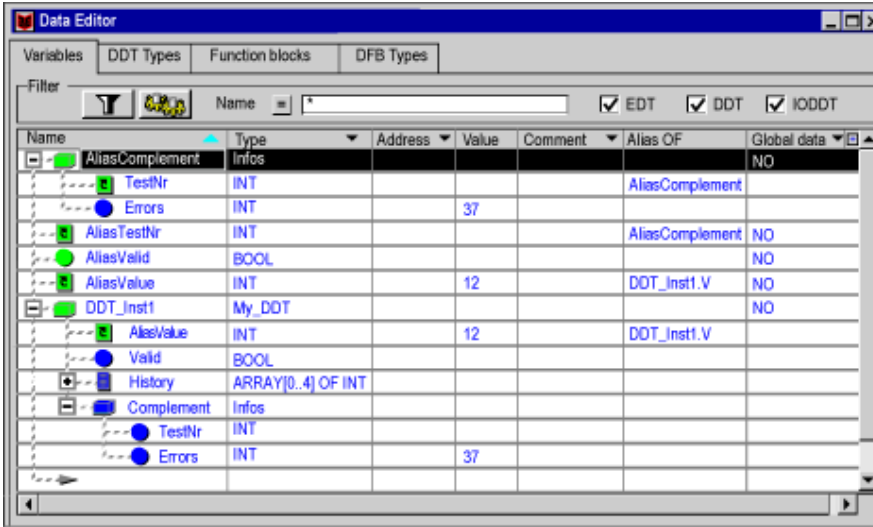 Data Editor
Variables DDT Types Function blocks DFB Types
Filter
Name = * EDT DDT IODDT
Name Type Address Value Comment Alias OF Global data
AliasComplement Infos NO
TestNr INT AliasComplement
Errors INT 37
AliasTestNr INT AliasComplement NO
AliasValid BOOL NO
AliasValue INT 12 DDT_Inst1.V NO
DDT_Inst1 My_DDT NO
AliasValue INT 12 DDT_Inst1.V
Valid BOOL
History ARRAY[0..4] OF INT
Complement Infos
TestNr INT
Errors INT 37